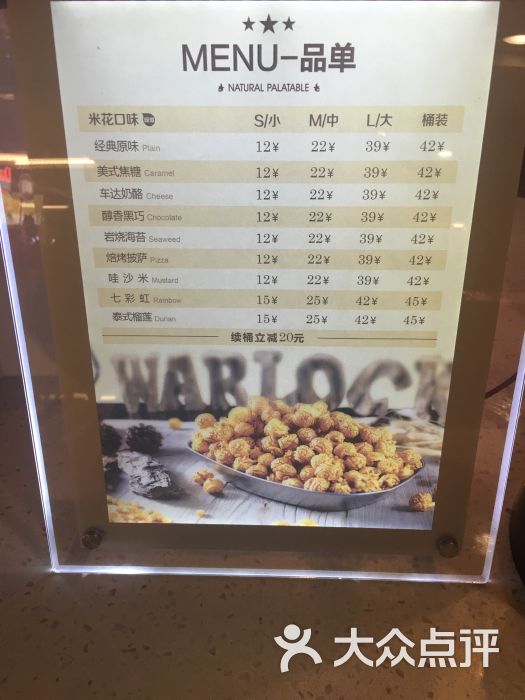 MENU-品单
NATURAL PALATABLE
米花口味 S/小 M/中 L/大 桶装
经典原味 Plain 12¥ 22¥ 39¥ 42¥
美式焦糖 Caramel 12¥ 22¥ 39¥ 42¥
车达奶酪 Cheese 12¥ 22¥ 39¥ 42¥
醇香黑巧 Chocolate 12¥ 22¥ 39¥ 42¥
岩烧海苔 Seaweed 12¥ 22¥ 39¥ 42¥
焙烤披萨 Pizza 12¥ 22¥ 39¥ 42¥
哇沙米 Mustard 12¥ 22¥ 39¥ 42¥
七彩虹 Rainbow 15¥ 25¥ 42¥ 45¥
泰式榴莲 Durian 15¥ 25¥ 42¥ 45¥
续桶立减20元
WARLOCK
大众点评